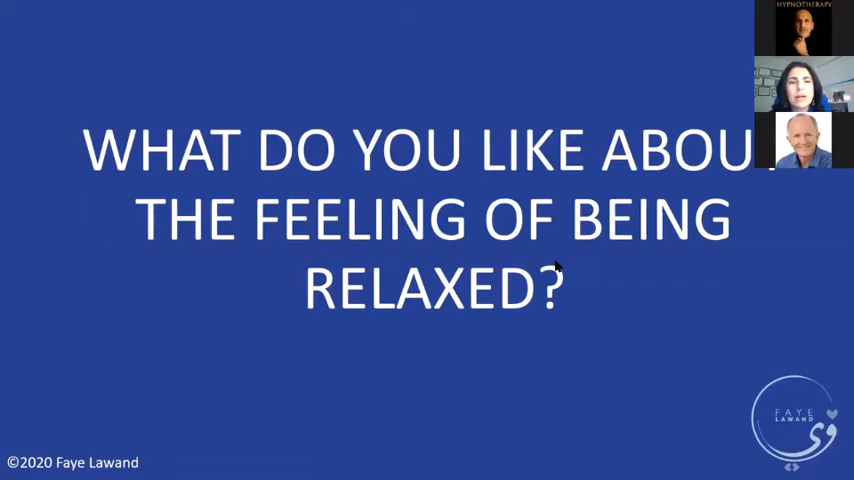 HYPNOTHERAPY
WHAT DO YOU LIKE ABOU
THE FEELING OF BEING
RELAXED?
FAYE
LAWAND
©2020 Faye Lawand